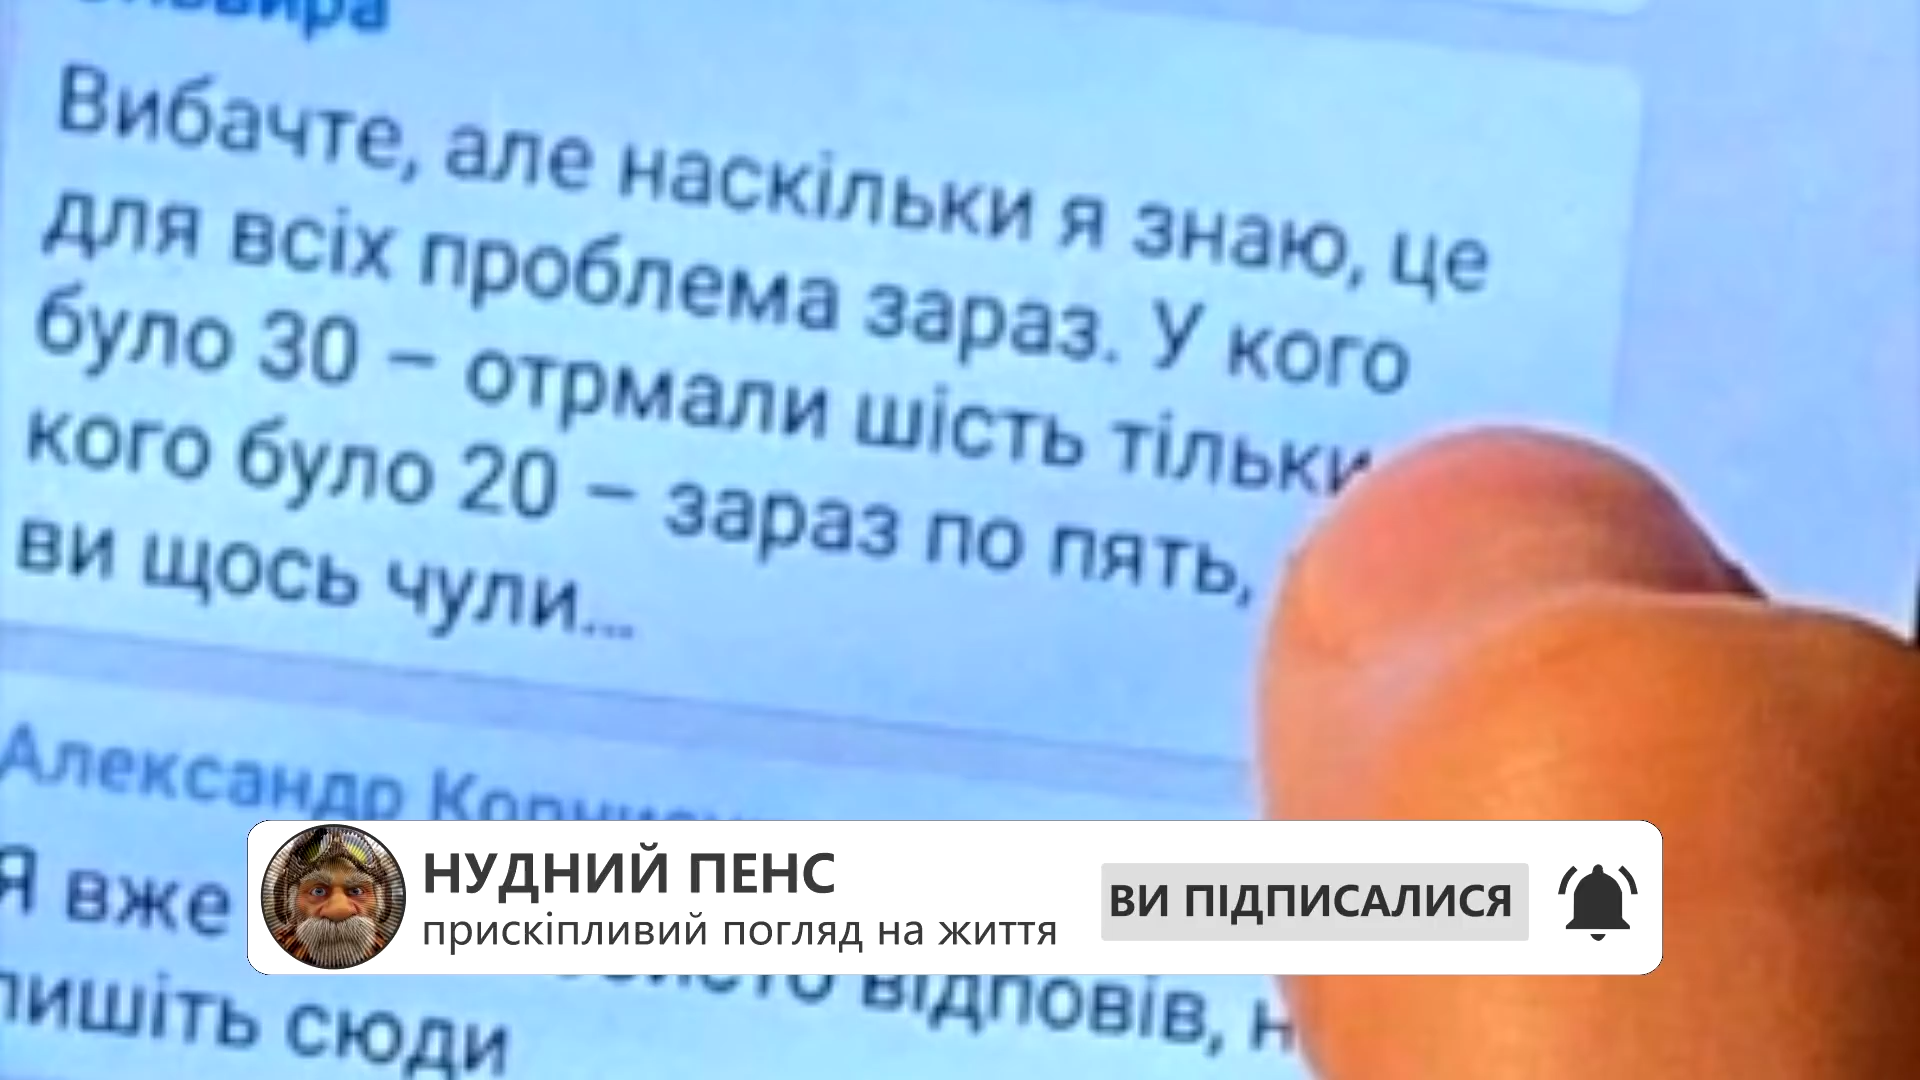 Вибачте, але наскільки я знаю, це
для всіх проблема зараз. У кого
було 30 – отрмали шість тільки
кого було 20 – зараз по пять,
ви щось чули...
Александр
Я вже
відповів,
пишіть сюди
НУДНИЙ ПЕНС
прискіпливий погляд на життя
ВИ ПІДПИСАЛИСЯ